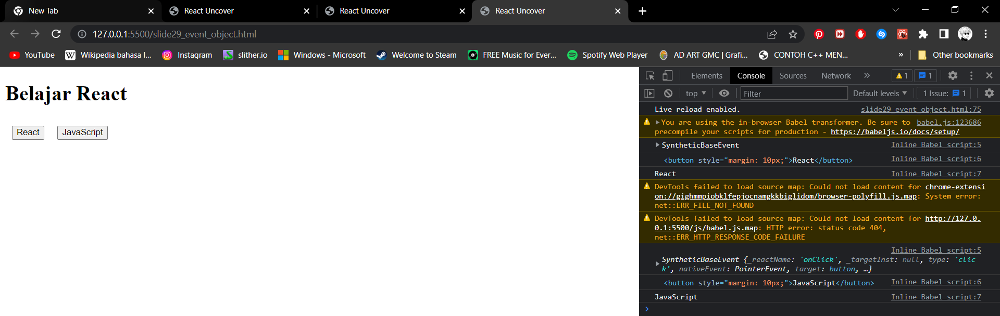 New Tab
React Uncover
React Uncover
React Uncover
127.0.0.1:5500/slide29_event_object.html
YouTube
Wikipedia bahasa I...
Instagram
slither.io
Windows - Microsoft
Welcome to Steam
FREE Music for Ever...
Spotify Web Player
AD ART GMC | Grafi...
CONTOH C++ MEN...
»
Other bookmarks
Belajar React
React
JavaScript
Elements
Console
Sources
Network
»
1
1
top
Filter
Default levels
1 Issue:
1
Live reload enabled.
slide29_event_object.html:75
You are using the in-browser Babel transformer. Be sure to
babel.js:123686
precompile your scripts for production - https://babeljs.io/docs/setup/
SyntheticBaseEvent
Inline Babel script:5
<button style="margin: 10px;">React</button>
Inline Babel script:6
React
Inline Babel script:7
DevTools failed to load source map: Could not load content for chrome-extensi
on://gighmmpiobklfepjocnamgkkbiglidom/browser-polyfill.js.map: System error:
net::ERR_FILE_NOT_FOUND
DevTools failed to load source map: Could not load content for http://127.0.
0.1:5500/js/babel.js.map: HTTP error: status code 404,
net::ERR_HTTP_RESPONSE_CODE_FAILURE
Inline Babel script:5
SyntheticBaseEvent {_reactName: 'onClick', _targetInst: null, type: 'clic
k', nativeEvent: PointerEvent, target: button, …}
<button style="margin: 10px;">JavaScript</button>
Inline Babel script:6
JavaScript
Inline Babel script:7